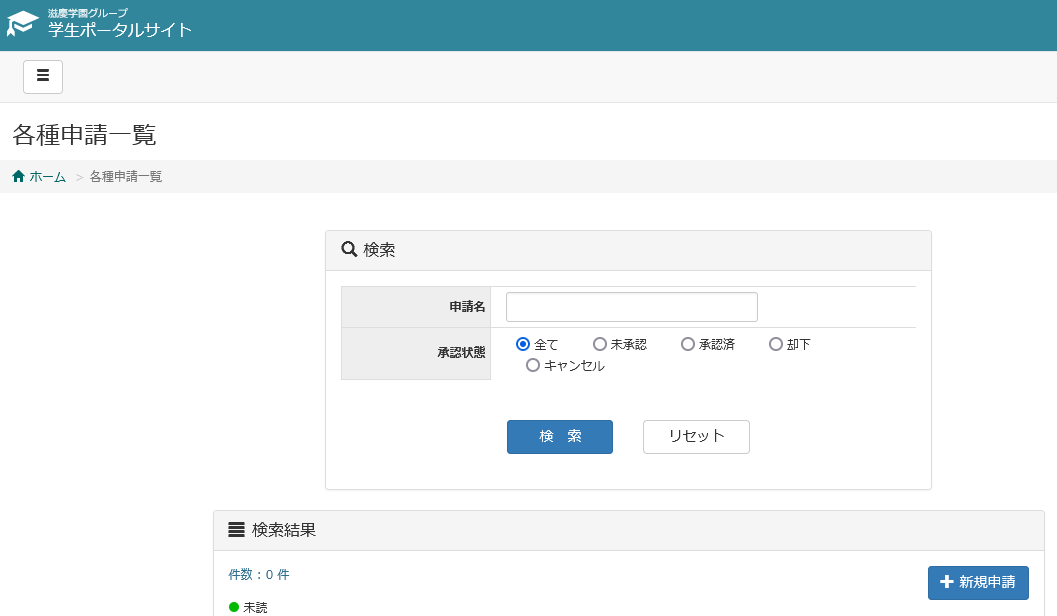 滋慶学園グループ
学生ポータルサイト
各種申請一覧
ホーム > 各種申請一覧
検索
申請名
承認状態
全て 未承認 承認済 却下
キャンセル
検 索 リセット
検索結果
件数：0 件
新規申請
未読